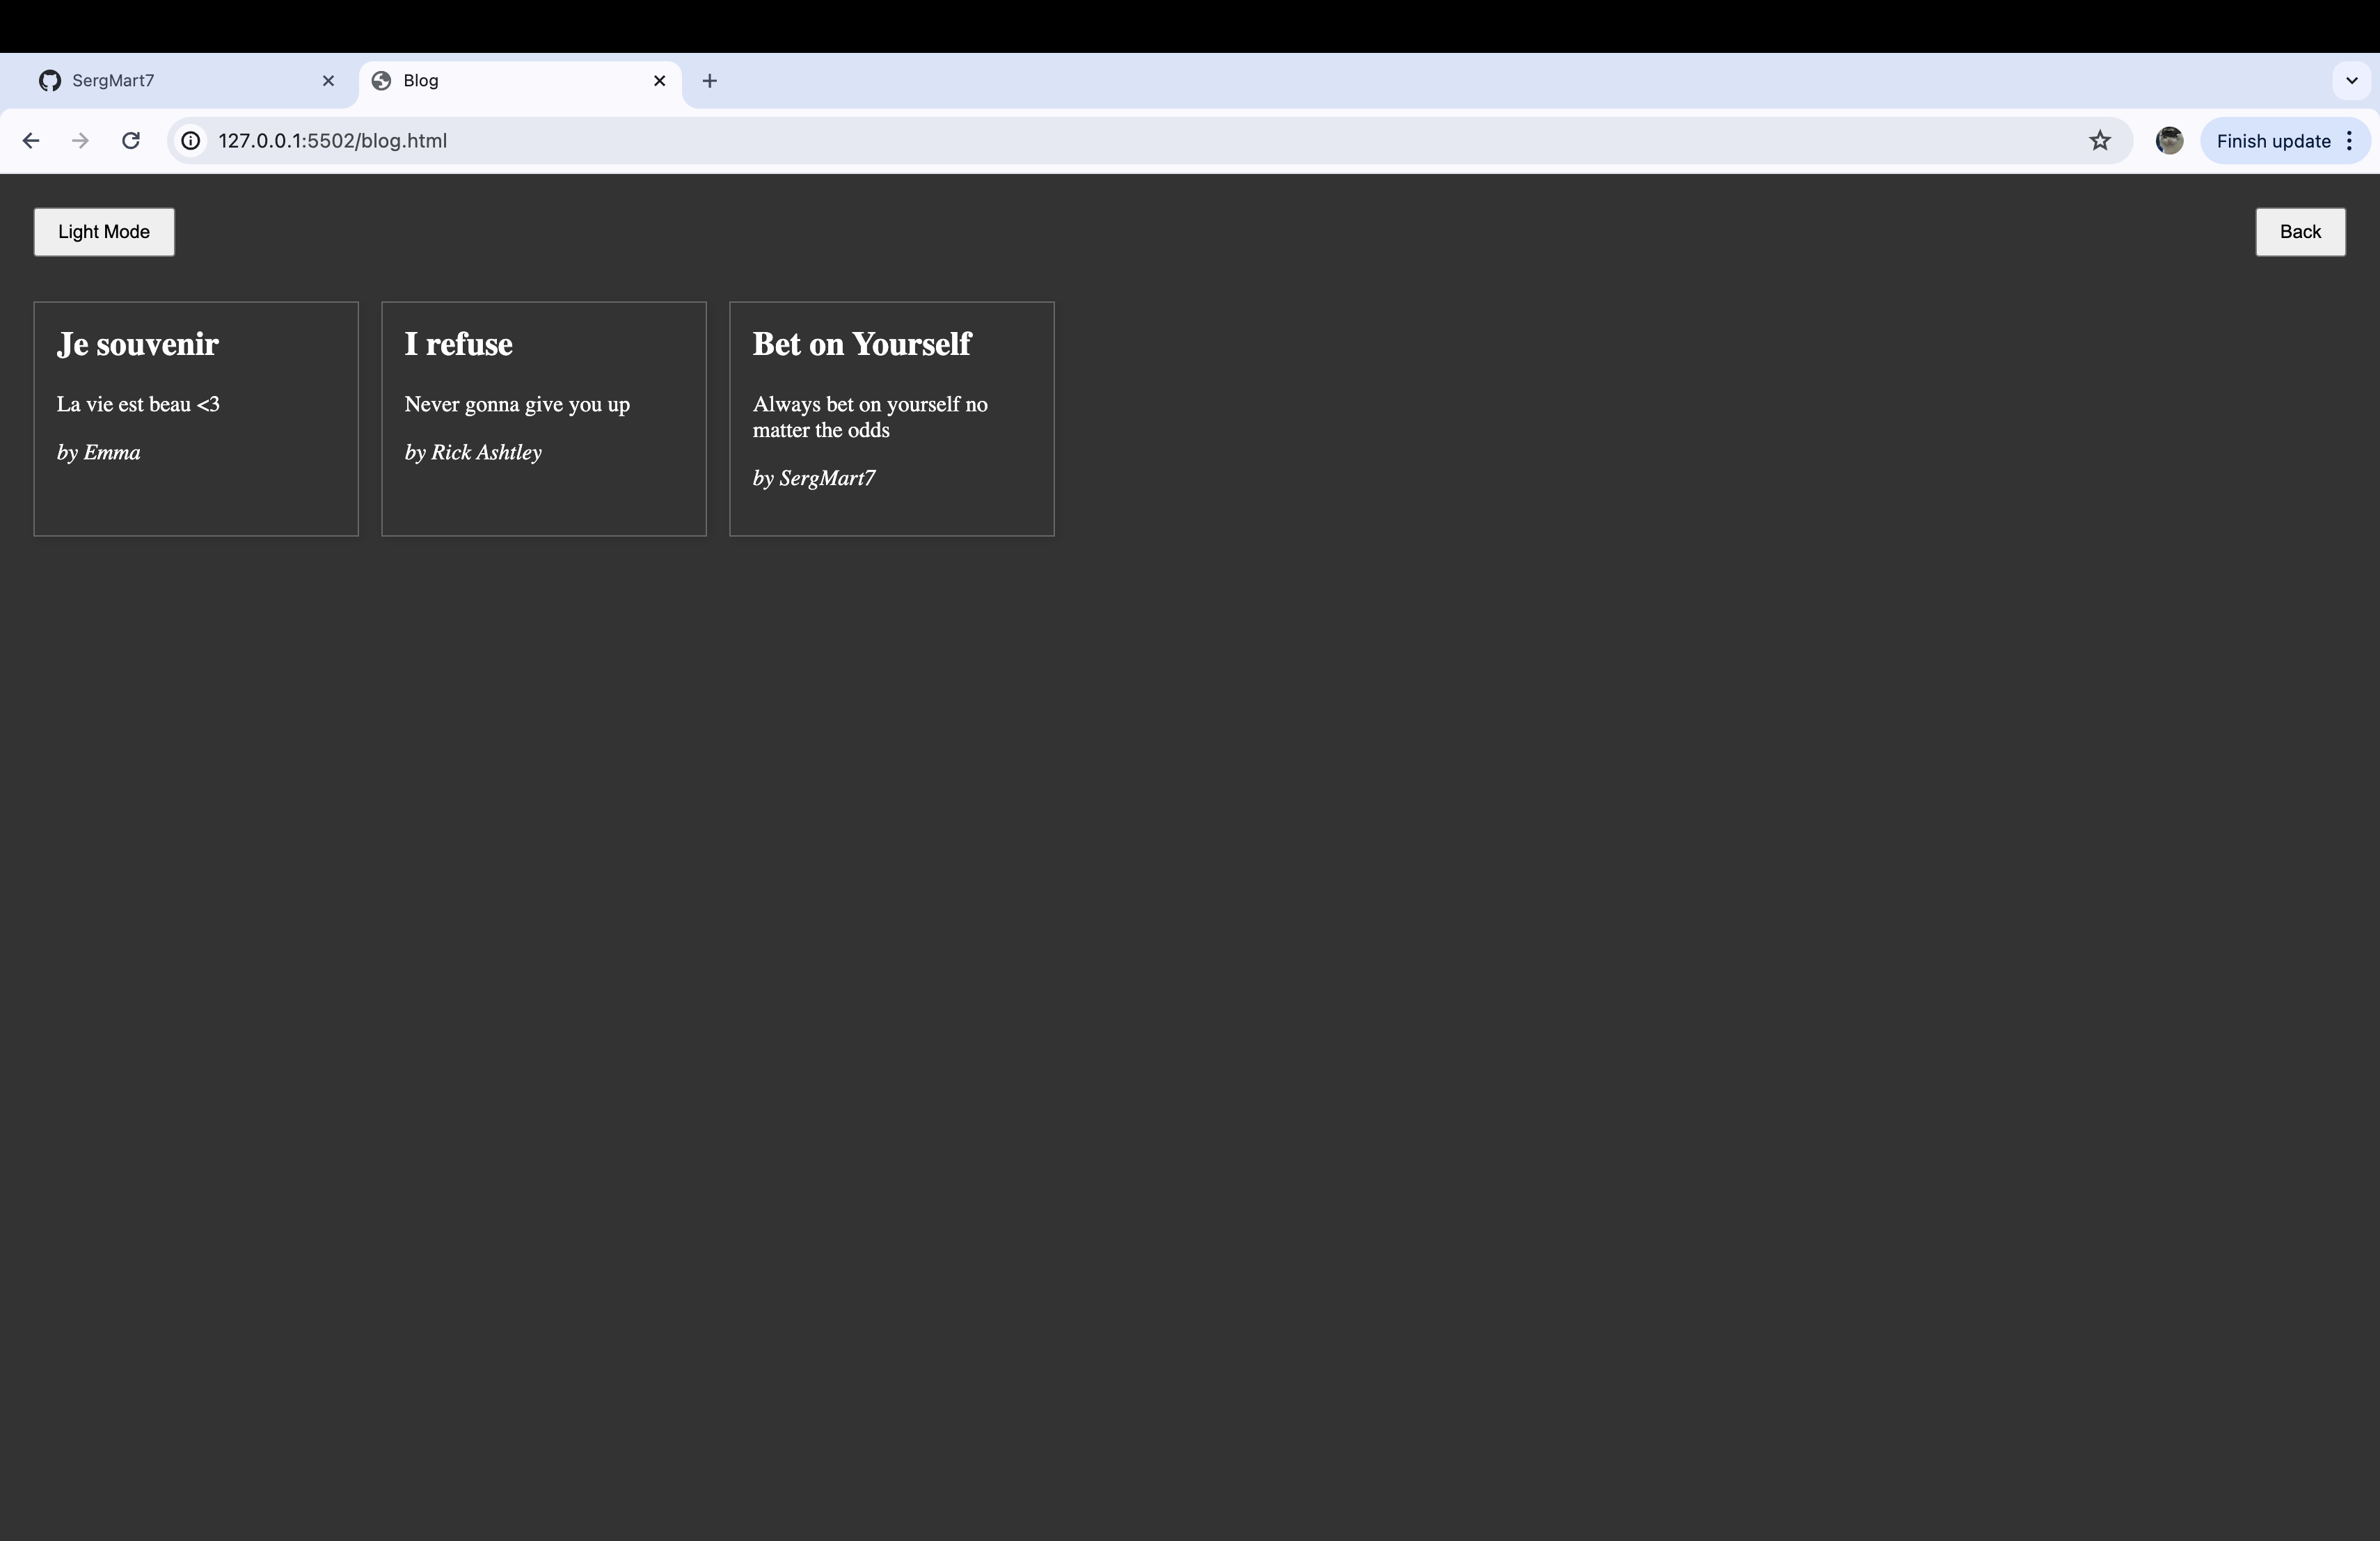 SergMart7
Blog
127.0.0.1:5502/blog.html
Finish update
Light Mode
Back
Je souvenir
La vie est beau <3
by Emma
I refuse
Never gonna give you up
by Rick Ashtley
Bet on Yourself
Always bet on yourself no
matter the odds
by SergMart7